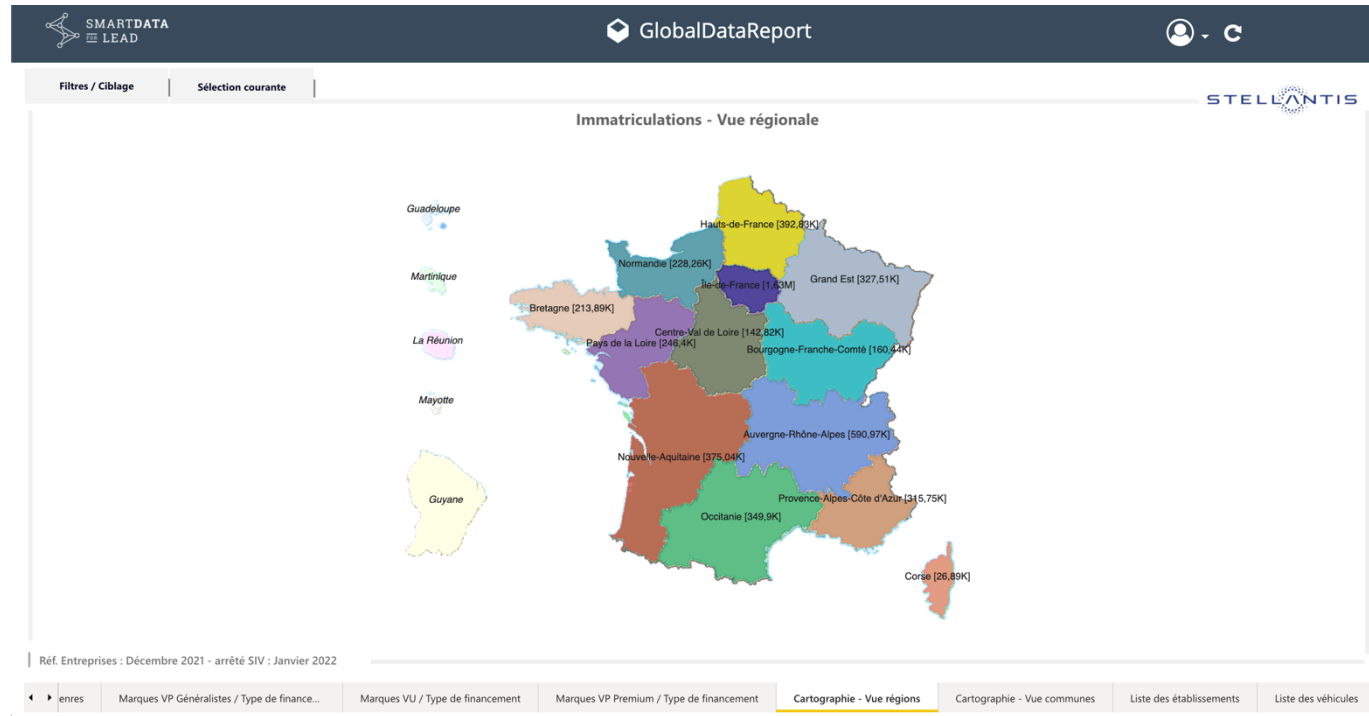 SMARTDATA
FOR LEAD
GlobalDataReport
Filtres / Ciblage
Sélection courante
STELLANTIS
Immatriculations - Vue régionale
Guadeloupe
Hauts-de-France [392,83K]
Normandie [228,26K]
Martinique
Île-de-France [1,63M]
Grand Est [327,51K]
Bretagne [213,89K]
Centre-Val de Loire [142,82K]
La Réunion
Pays de la Loire [246,4K]
Bourgogne-Franche-Comté [160,44K]
Mayotte
Auvergne-Rhône-Alpes [590,97K]
Nouvelle-Aquitaine [375,04K]
Guyane
Provence-Alpes-Côte d'Azur [315,75K]
Occitanie [349,9K]
Corse [26,89K]
Réf. Entreprises : Décembre 2021 - arrêté SIV : Janvier 2022
enres
Marques VP Généralistes / Type de finance...
Marques VU / Type de financement
Marques VP Premium / Type de financement
Cartographie - Vue régions
Cartographie - Vue communes
Liste des établissements
Liste des véhicules